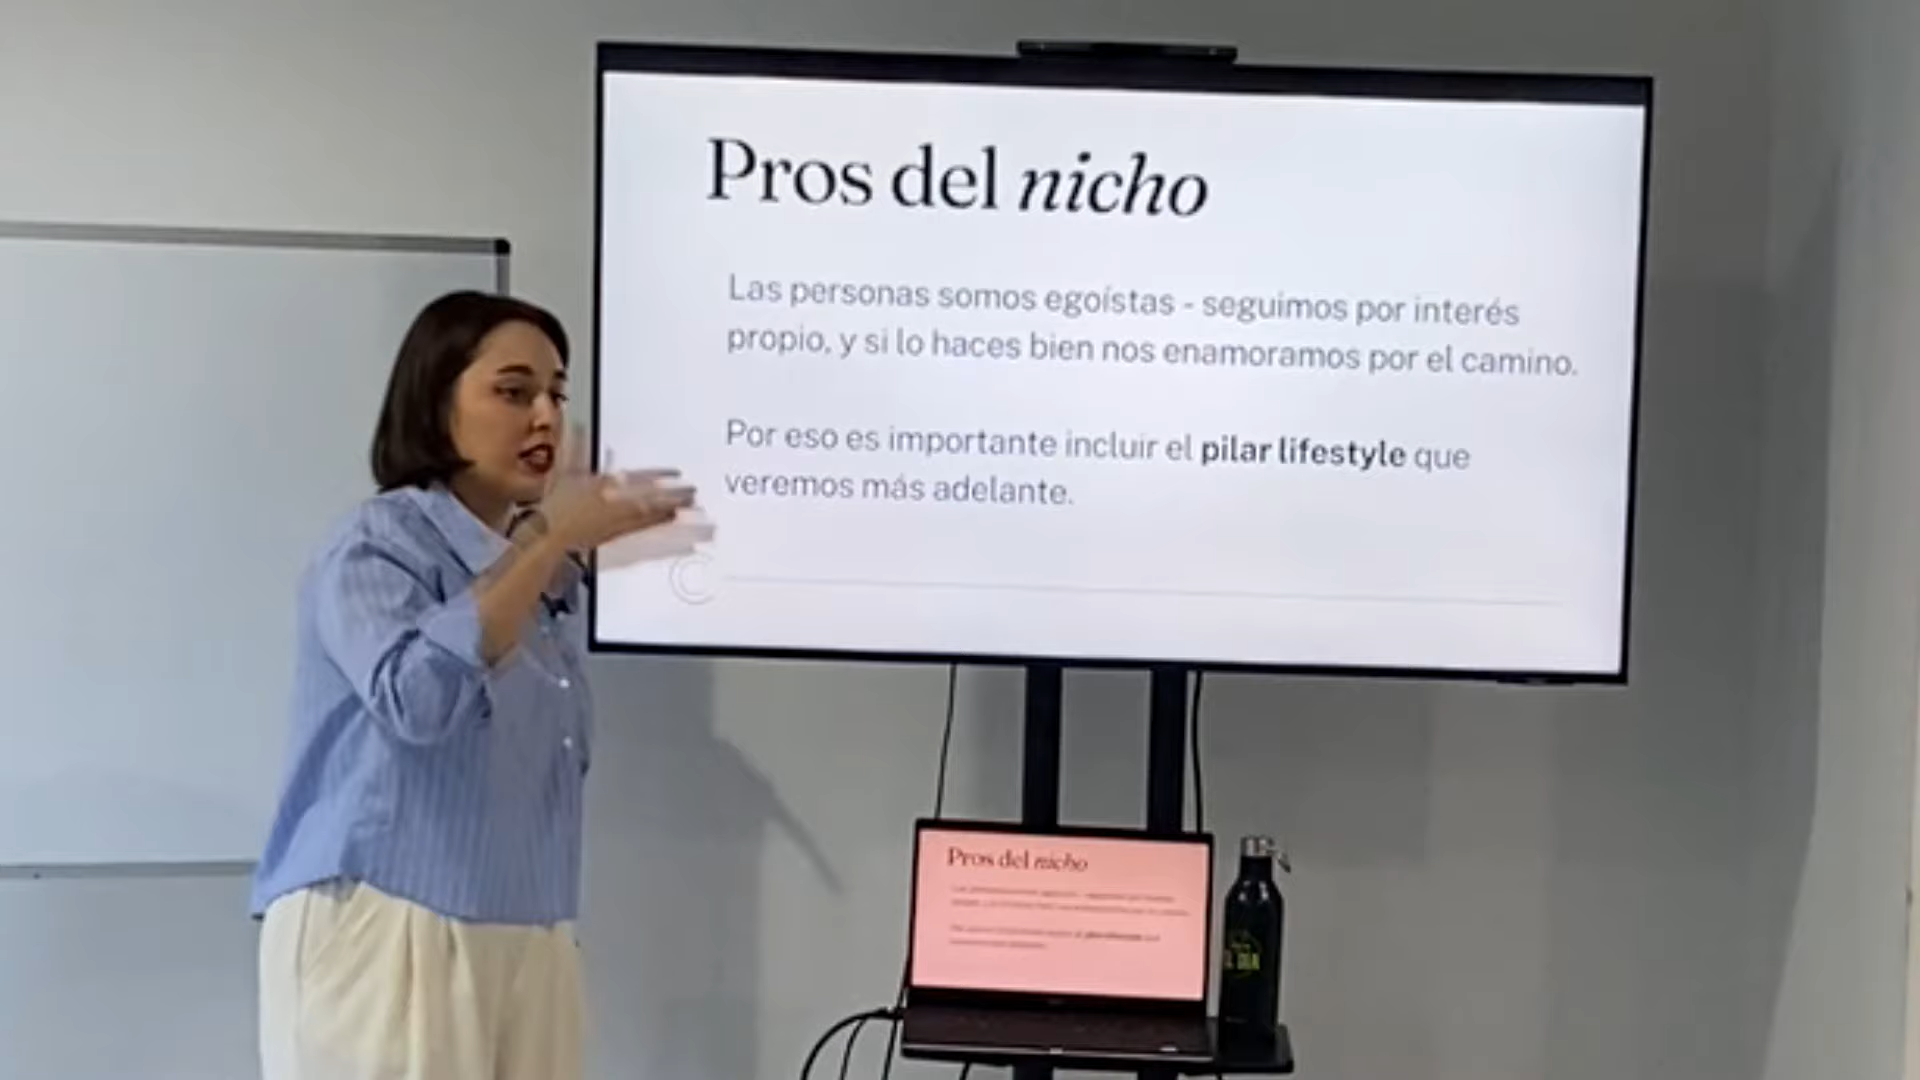 Pros del nicho
Las personas somos egoístas - seguimos por interés
propio, y si lo haces bien nos enamoramos por el camino.
Por eso es importante incluir el pilar lifestyle que
veremos más adelante.
Pros del nicho